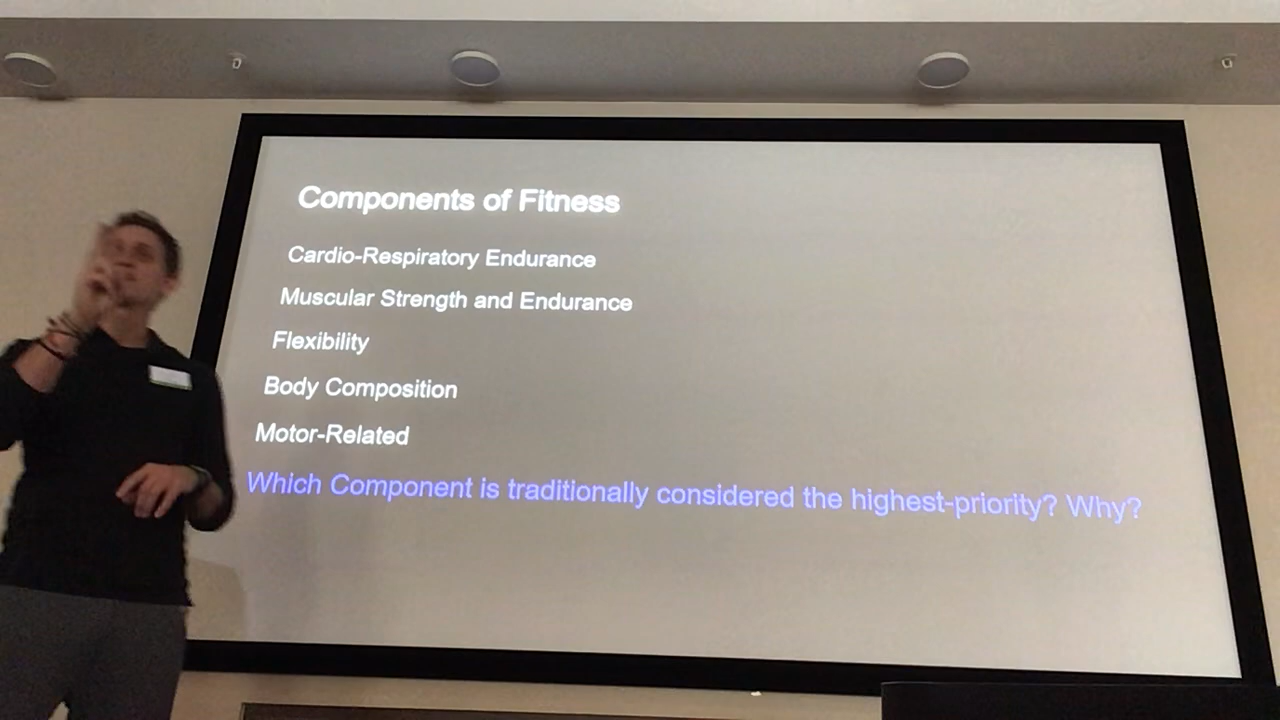 Components of Fitness
Cardio-Respiratory Endurance
Muscular Strength and Endurance
Flexibility
Body Composition
Motor-Related
Which Component is traditionally considered the highest-priority? Why?